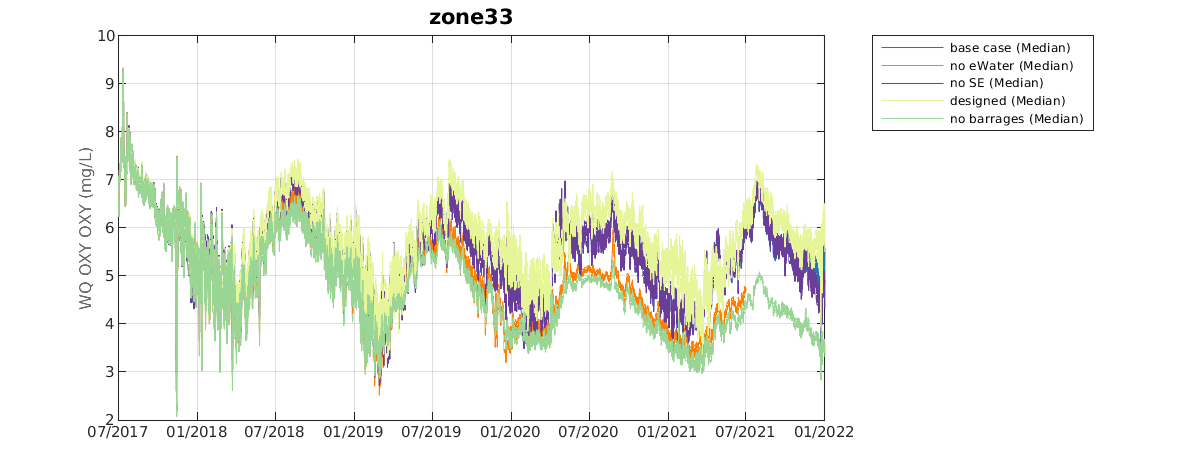 zone33
10
9
8
7
6
5
4
3
2
WQ OXY OXY (mg/L)
07/2017 01/2018 07/2018 01/2019 07/2019 01/2020 07/2020 01/2021 07/2021 01/2022
base case (Median)
no eWater (Median)
no SE (Median)
designed (Median)
no barrages (Median)